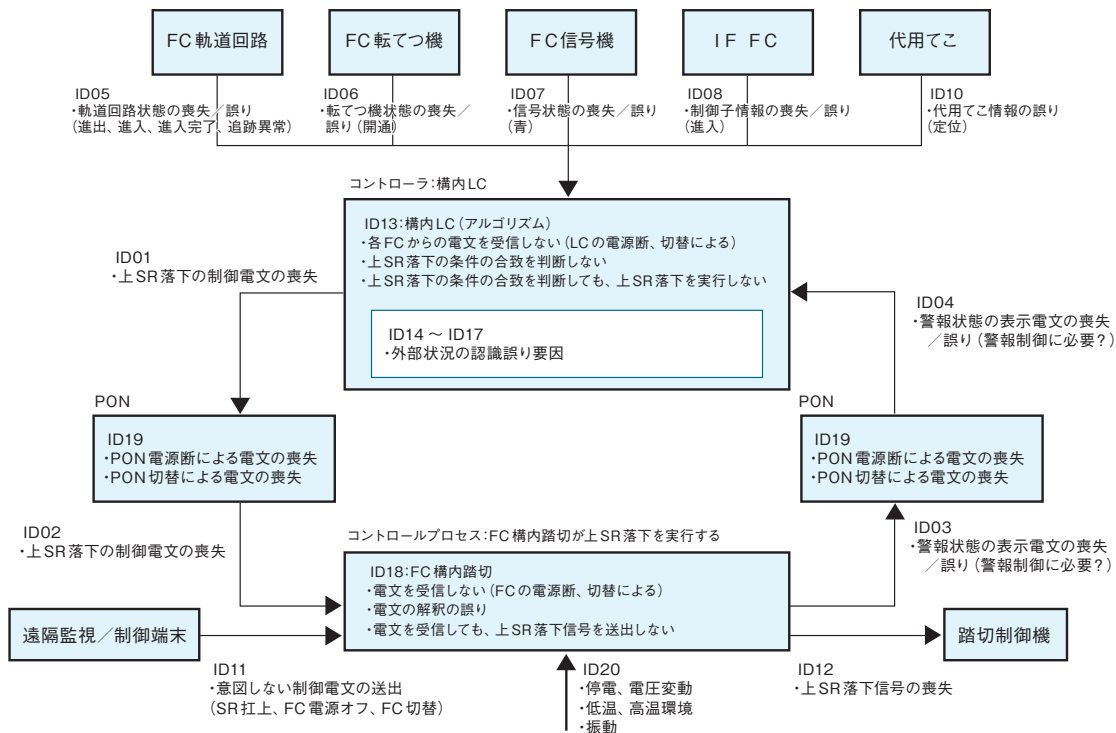 FC軌道回路
FC転てつ機
FC信号機
IF FC
代用てこ
ID05
・軌道回路状態の喪失／誤り
(進出、進入、進入完了、追跡異常)
ID06
・転てつ機状態の喪失／
誤り(開通)
ID07
・信号状態の喪失／誤り
(青)
ID08
・制御子情報の喪失／誤り
(進入)
ID10
・代用てこ情報の誤り
(定位)
コントローラ：構内LC
ID13：構内LC(アルゴリズム)
・各FCからの電文を受信しない(LCの電源断、切替による)
・上SR落下の条件の合致を判断しない
・上SR落下の条件の合致を判断しても、上SR落下を実行しない
ID14 ～ ID17
・外部状況の認識誤り要因
ID01
・上SR落下の制御電文の喪失
ID04
・警報状態の表示電文の喪失
／誤り(警報制御に必要？)
PON
ID19
・PON電源断による電文の喪失
・PON切替による電文の喪失
PON
ID19
・PON電源断による電文の喪失
・PON切替による電文の喪失
ID02
・上SR落下の制御電文の喪失
ID03
・警報状態の表示電文の喪失
／誤り(警報制御に必要？)
コントロールプロセス：FC構内踏切が上SR落下を実行する
ID18：FC構内踏切
・電文を受信しない(FCの電源断、切替による)
・電文の解釈の誤り
・電文を受信しても、上SR落下信号を送出しない
遠隔監視／制御端末
踏切制御機
ID11
・意図しない制御電文の送出
(SR扛上、FC電源オフ、FC切替)
ID20
・停電、電圧変動
・低温、高温環境
・振動
ID12
・上SR落下信号の喪失